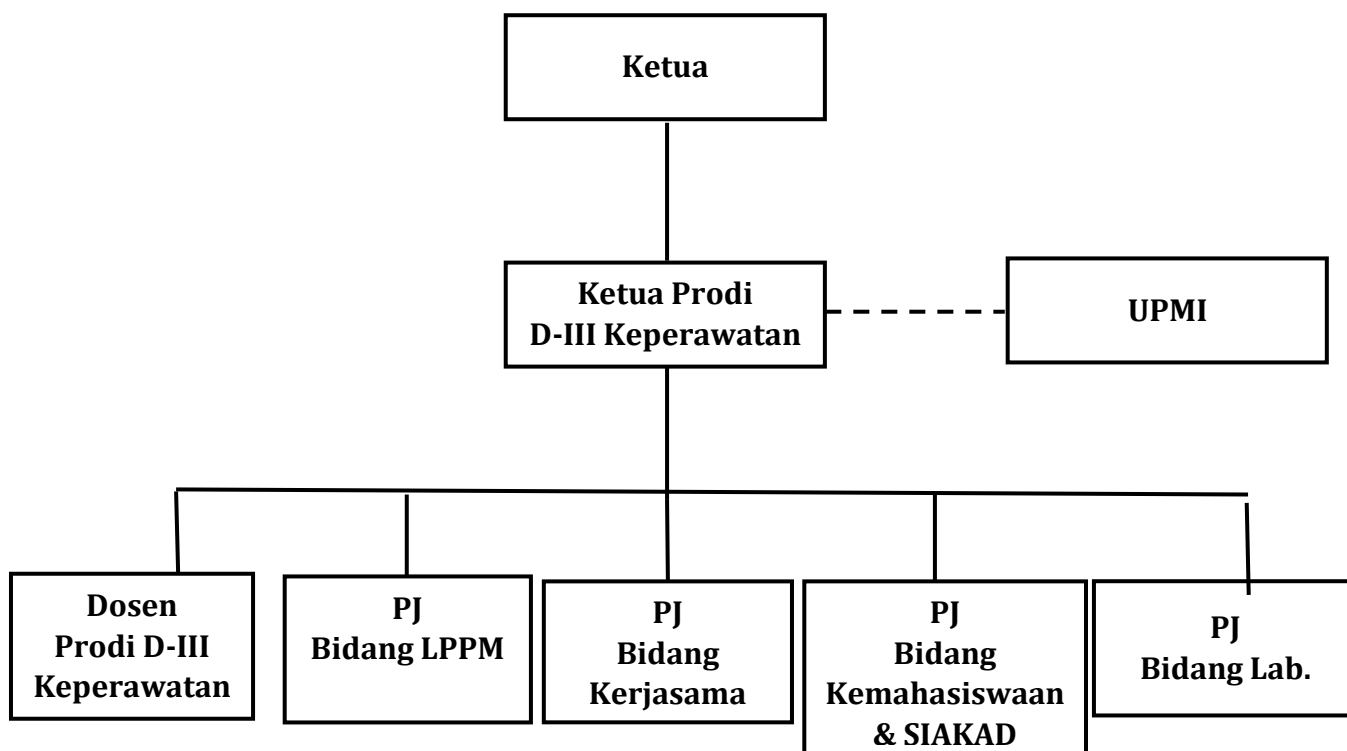 Ketua
Ketua Prodi
D-III Keperawatan
UPMI
Dosen
Prodi D-III
Keperawatan
PJ
Bidang LPPM
PJ
Bidang
Kerjasama
PJ
Bidang
Kemahasiswaan
& SIAKAD
PJ
Bidang Lab.